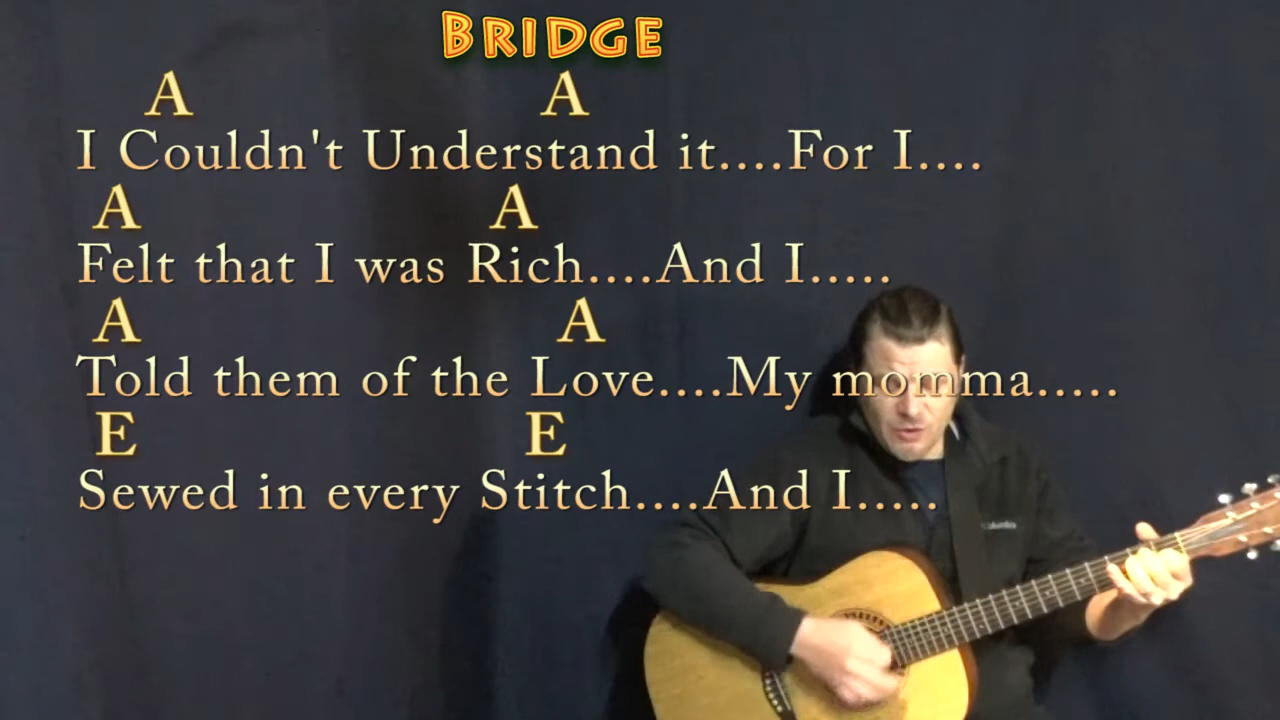 BRIDGE
A A
I Couldn't Understand it....For I....
A A
Felt that I was Rich....And I.....
A A
Told them of the Love....My momma.....
E E
Sewed in every Stitch....And I.....
Columbia